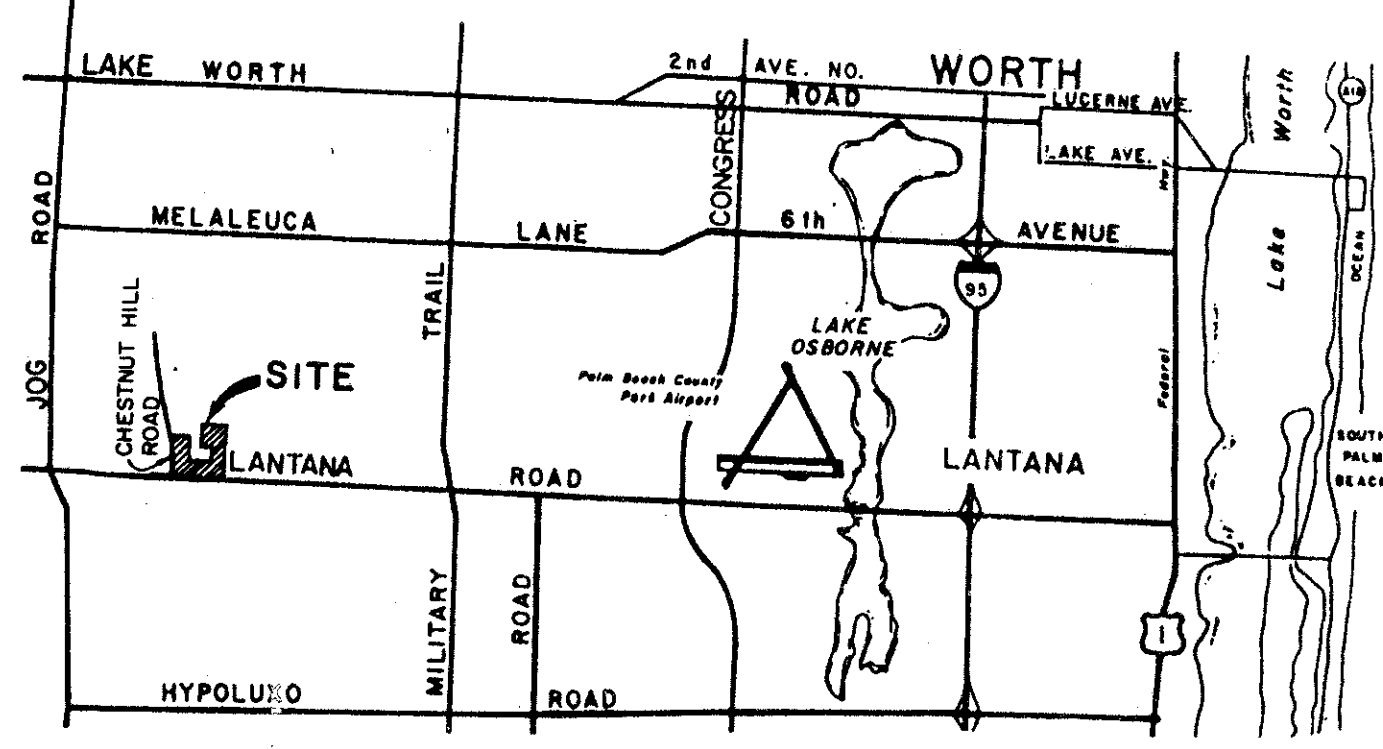 LAKE WORTH
ROAD
2nd AVE. NO.
WORTH
LUCERNE AVE.
LAKE AVE.
A1A
Lake Worth
OCEAN
JOG ROAD
MELALEUCA LANE
6th AVENUE
CONGRESS
95
Hwy.
Federal
LAKE
OSBORNE
Palm Beach County
Park Airport
MILITARY TRAIL
CHESTNUT HILL
ROAD
SITE
LANTANA ROAD
LANTANA
SOUTH
PALM
BEACH
ROAD
1
HYPOLUXO ROAD